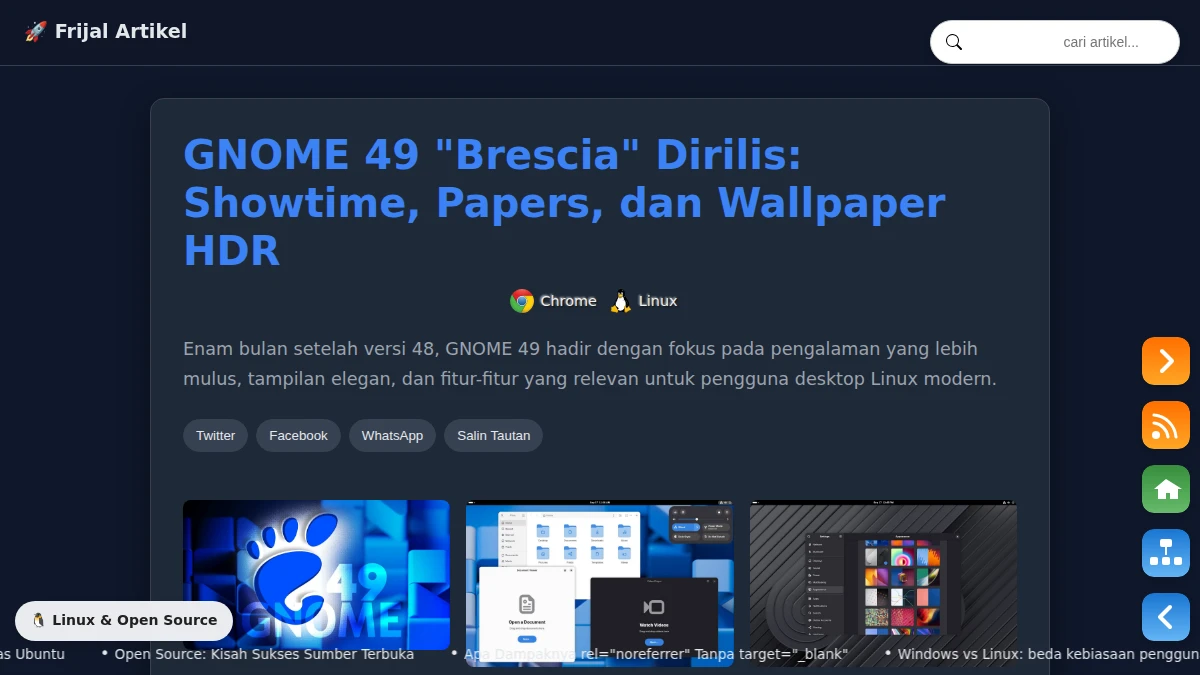 🚀 Frijal Artikel
cari artikel...
GNOME 49 "Brescia" Dirilis:
Showtime, Papers, dan Wallpaper
HDR
Chrome Linux
Enam bulan setelah versi 48, GNOME 49 hadir dengan fokus pada pengalaman yang lebih
mulus, tampilan elegan, dan fitur-fitur yang relevan untuk pengguna desktop Linux modern.
Twitter Facebook WhatsApp Salin Tautan
49
GNOME
Open a Document
Watch Videos
🐧 Linux & Open Source
as Ubuntu • Open Source: Kisah Sukses Sumber Terbuka • Apa Dampaknya rel="noreferrer" Tanpa target="_blank" • Windows vs Linux: beda kebiasaan penggun